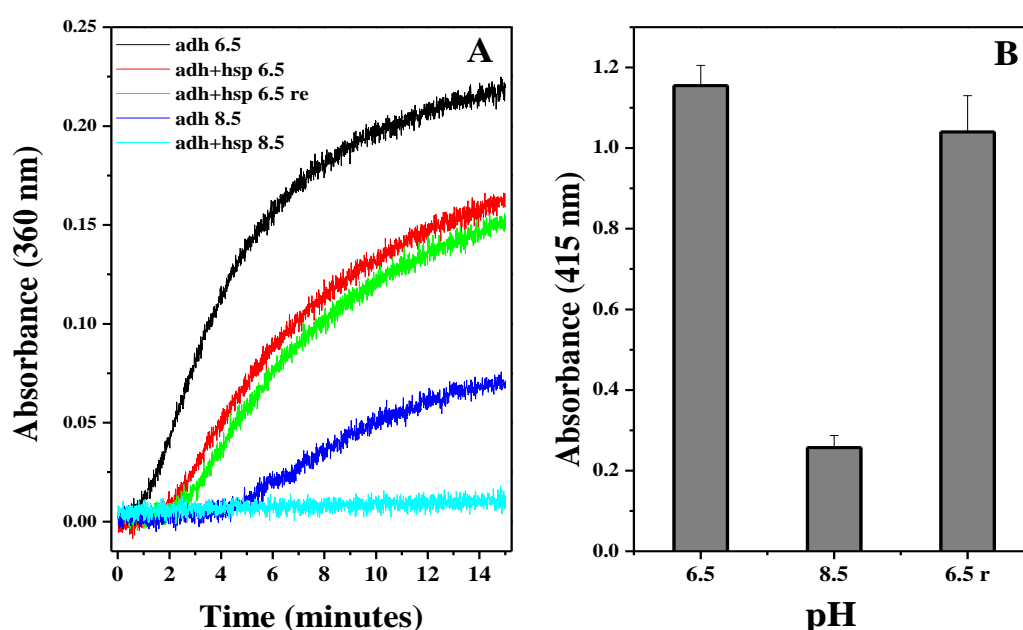 A
adh 6.5
adh+hsp 6.5
adh+hsp 6.5 re
adh 8.5
adh+hsp 8.5
0.25
0.20
0.15
0.10
0.05
0.00
Absorbance (360 nm)
0 2 4 6 8 10 12 14
Time (minutes)
B
1.2
1.0
0.8
0.6
0.4
0.2
0.0
Absorbance (415 nm)
6.5 8.5 6.5 r
pH